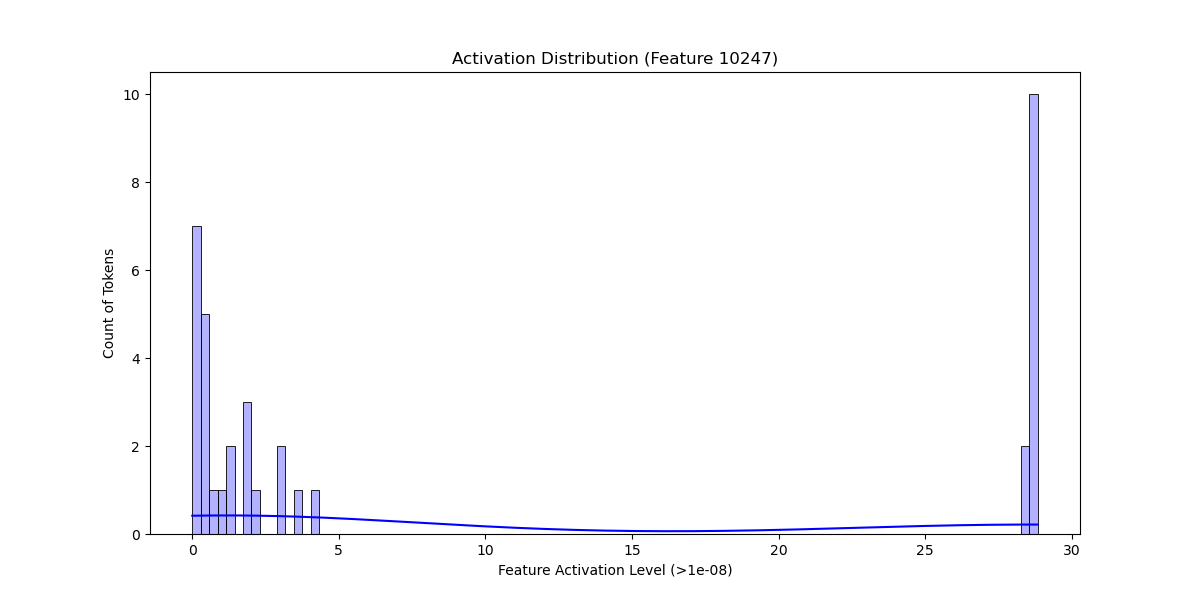 Activation Distribution (Feature 10247)
10
8
6
4
2
0
Count of Tokens
0 5 10 15 20 25 30
Feature Activation Level (>1e-08)